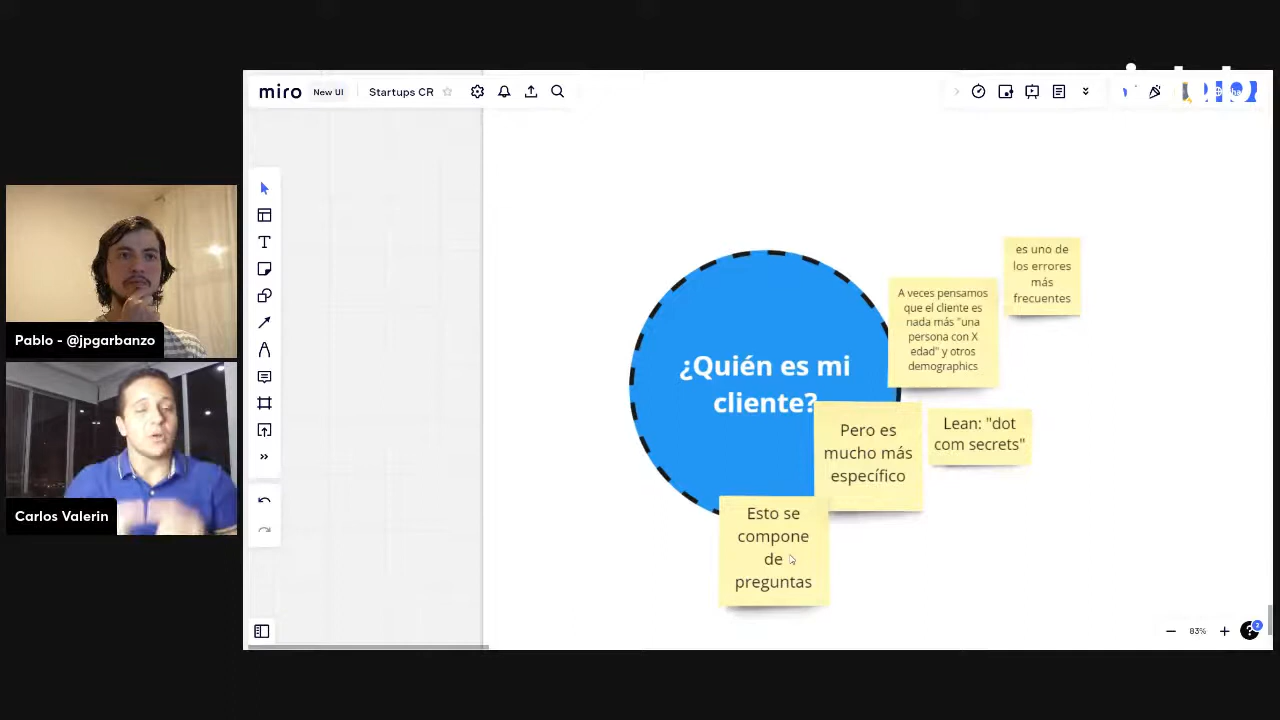 miro
New UI
Startups CR
Pablo - @jpgarbanzo
Carlos Valerin
¿Quién es mi
cliente?
es uno de
los errores
más
frecuentes
A veces pensamos
que el cliente es
nada más "una
persona con X
edad" y otros
demographics
Pero es
mucho más
específico
Lean: "dot
com secrets"
Esto se
compone
de
preguntas
83%
2